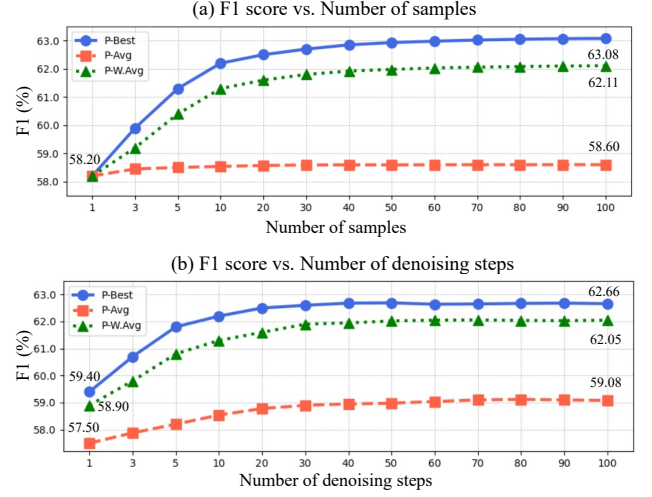 (a) F1 score vs. Number of samples
F1 (%)
63.0
62.0
61.0
60.0
59.0
58.0
P-Best
P-Avg
P-W.Avg
58.20
63.08
62.11
58.60
1 3 5 10 20 30 40 50 60 70 80 90 100
Number of samples
(b) F1 score vs. Number of denoising steps
F1 (%)
63.0
62.0
61.0
60.0
59.0
58.0
P-Best
P-Avg
P-W.Avg
59.40
58.90
57.50
62.66
62.05
59.08
1 3 5 10 20 30 40 50 60 70 80 90 100
Number of denoising steps